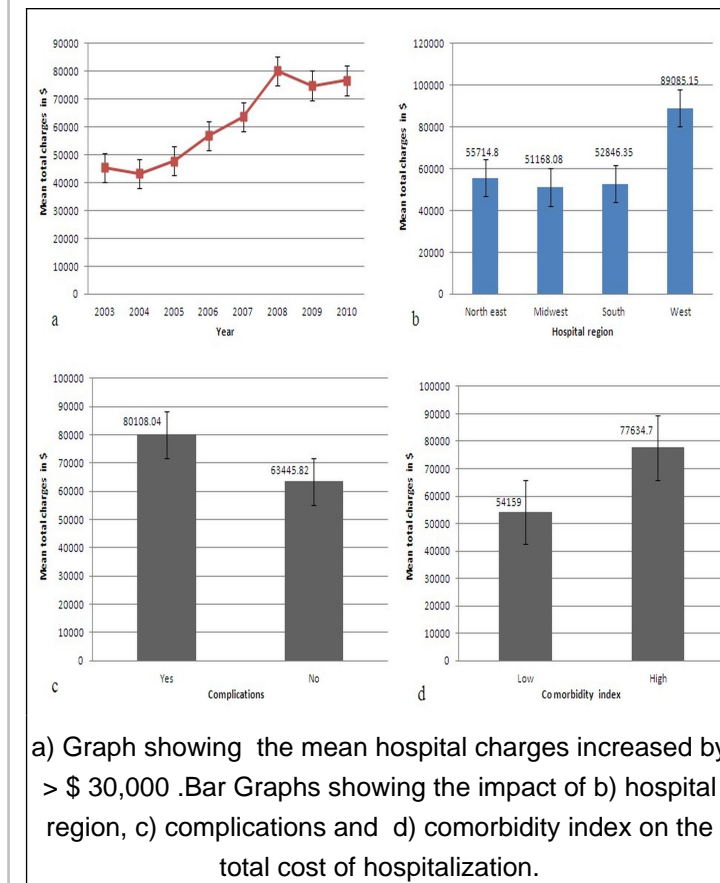 90000
80000
70000
60000
50000
40000
30000
20000
10000
0
Mean total charges in $
2003 2004 2005 2006 2007 2008 2009 2010
Year
a
120000
100000
80000
60000
40000
20000
0
Mean total charges in $
55714.8
51168.08
52846.35
89085.15
North east Midwest South West
Hospital region
b
100000
90000
80000
70000
60000
50000
40000
30000
20000
10000
0
Mean total charges in $
80108.04
63445.82
Yes No
Complications
c
100000
90000
80000
70000
60000
50000
40000
30000
20000
10000
0
Mean total charges in $
54159
77634.7
Low High
Comorbidity index
d
a) Graph showing the mean hospital charges increased by
> $ 30,000 .Bar Graphs showing the impact of b) hospital
region, c) complications and d) comorbidity index on the
total cost of hospitalization.